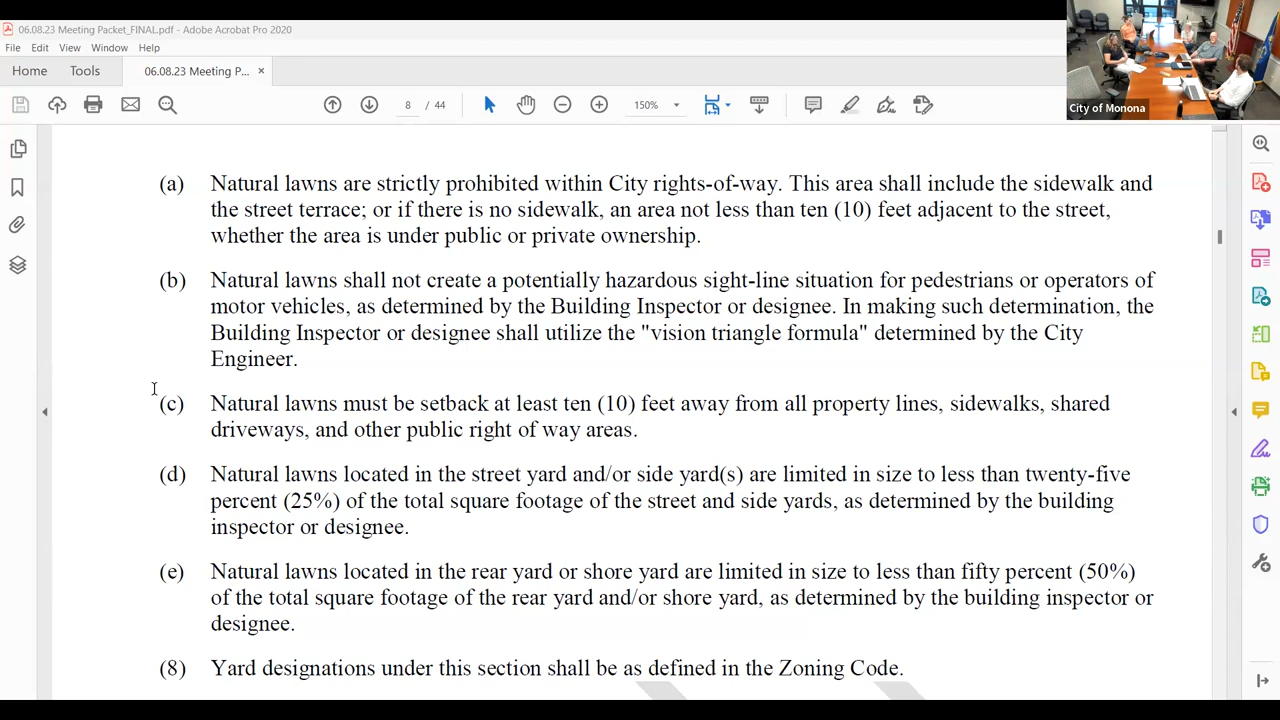 06.08.23 Meeting Packet_FINAL.pdf - Adobe Acrobat Pro 2020
File Edit View Window Help
Home Tools 06.08.23 Meeting P... ×
8 / 44 150%
City of Monona
(a) Natural lawns are strictly prohibited within City rights-of-way. This area shall include the sidewalk and
the street terrace; or if there is no sidewalk, an area not less than ten (10) feet adjacent to the street,
whether the area is under public or private ownership.
(b) Natural lawns shall not create a potentially hazardous sight-line situation for pedestrians or operators of
motor vehicles, as determined by the Building Inspector or designee. In making such determination, the
Building Inspector or designee shall utilize the "vision triangle formula" determined by the City
Engineer.
(c) Natural lawns must be setback at least ten (10) feet away from all property lines, sidewalks, shared
driveways, and other public right of way areas.
(d) Natural lawns located in the street yard and/or side yard(s) are limited in size to less than twenty-five
percent (25%) of the total square footage of the street and side yards, as determined by the building
inspector or designee.
(e) Natural lawns located in the rear yard or shore yard are limited in size to less than fifty percent (50%)
of the total square footage of the rear yard and/or shore yard, as determined by the building inspector or
designee.
(8) Yard designations under this section shall be as defined in the Zoning Code.